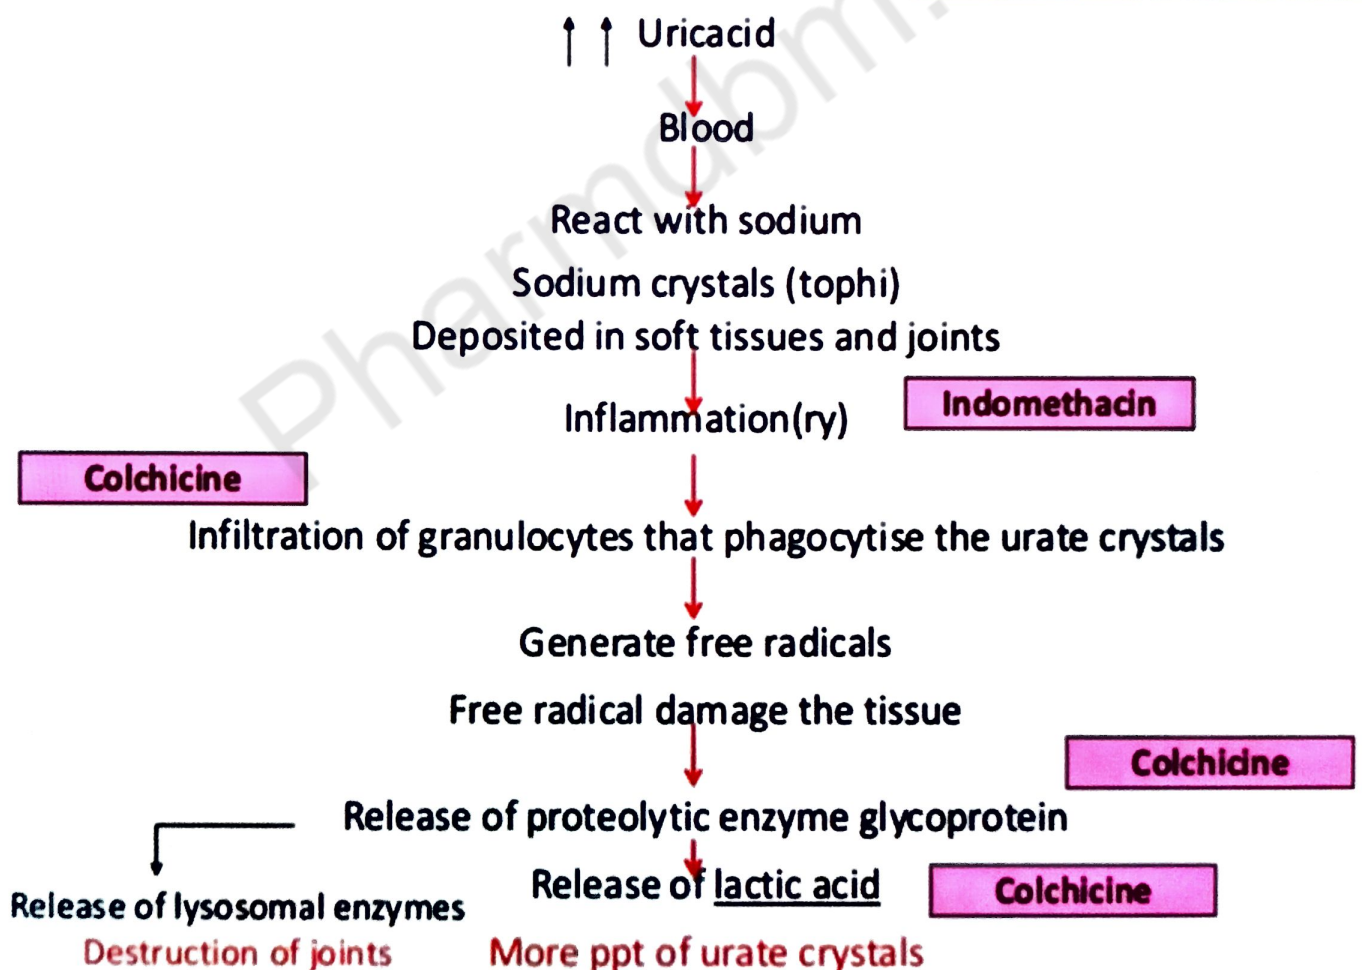 ↑ ↑ Uricacid
Blood
React with sodium
Sodium crystals (tophi)
Deposited in soft tissues and joints
Inflammation(ry)
Indomethacin
Colchicine
Infiltration of granulocytes that phagocytise the urate crystals
Generate free radicals
Free radical damage the tissue
Colchicine
Release of proteolytic enzyme glycoprotein
Release of lactic acid
Colchicine
Release of lysosomal enzymes
Destruction of joints
More ppt of urate crystals
Pharmdbm.